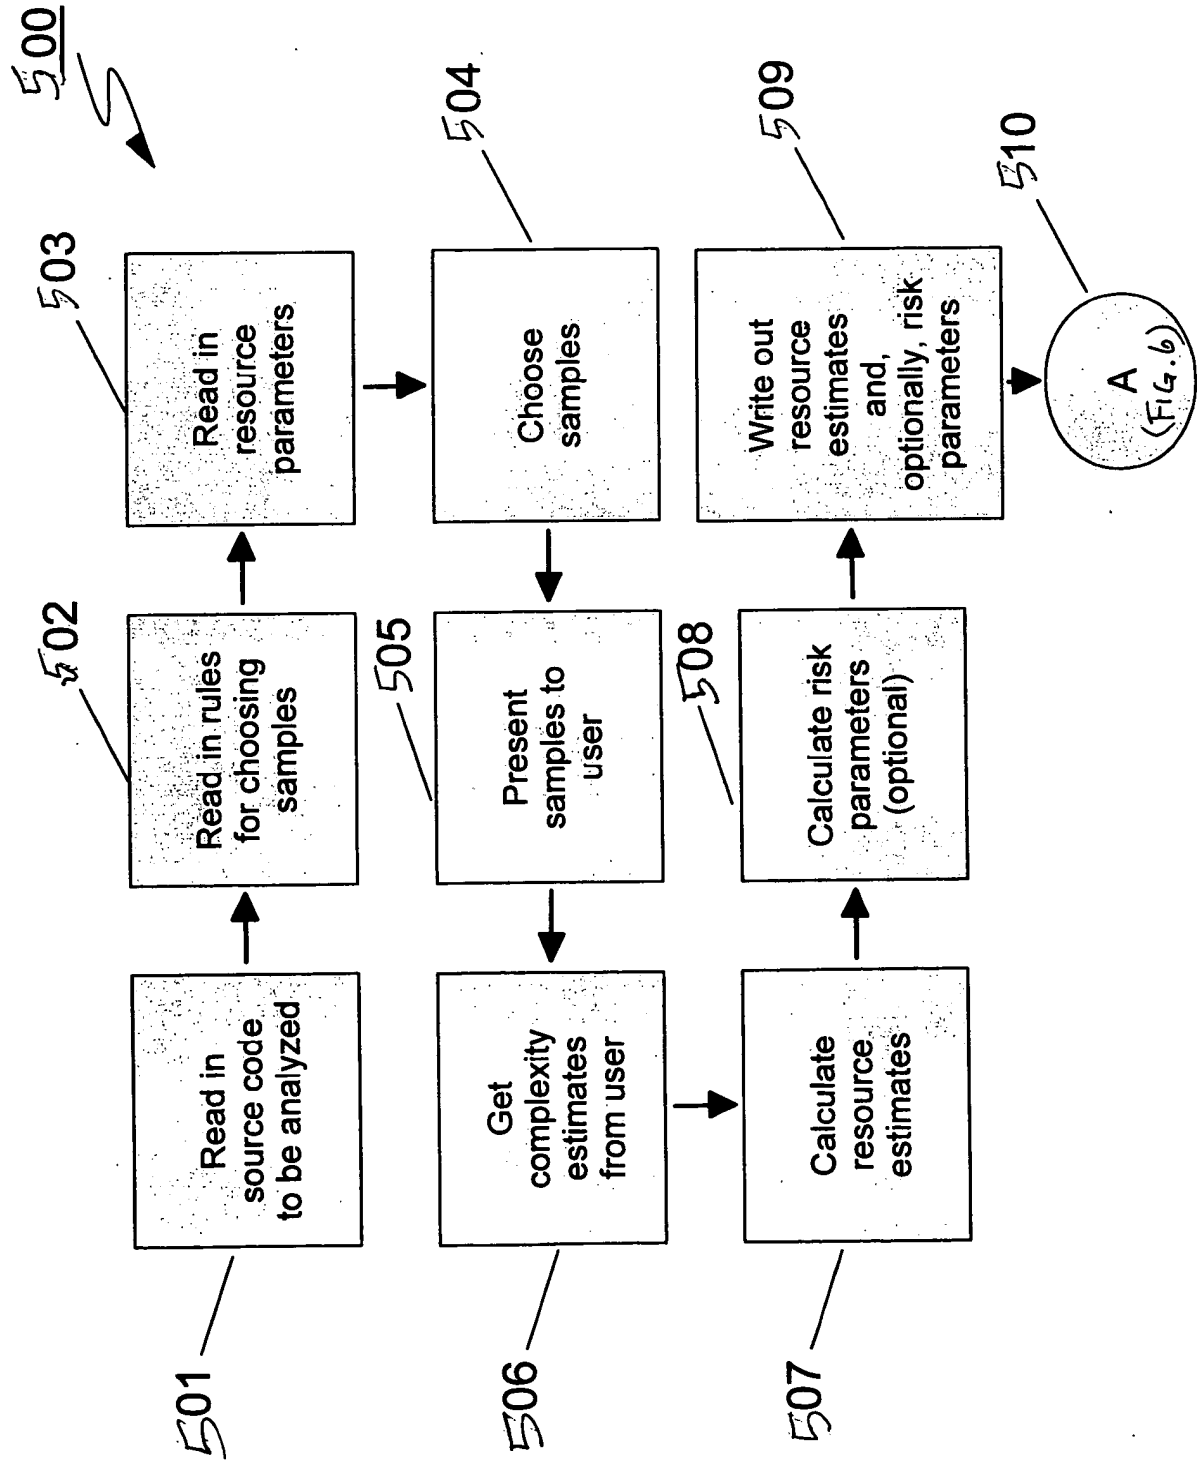 500
501
Read in
source code
to be analyzed
502
Read in rules
for choosing
samples
503
Read in
resource
parameters
504
Choose
samples
505
Present
samples to
user
506
Get
complexity
estimates
from user
507
Calculate
resource
estimates
508
Calculate risk
parameters
(optional)
509
Write out
resource
estimates
and,
optionally, risk
parameters
510
A
(FIG.6)